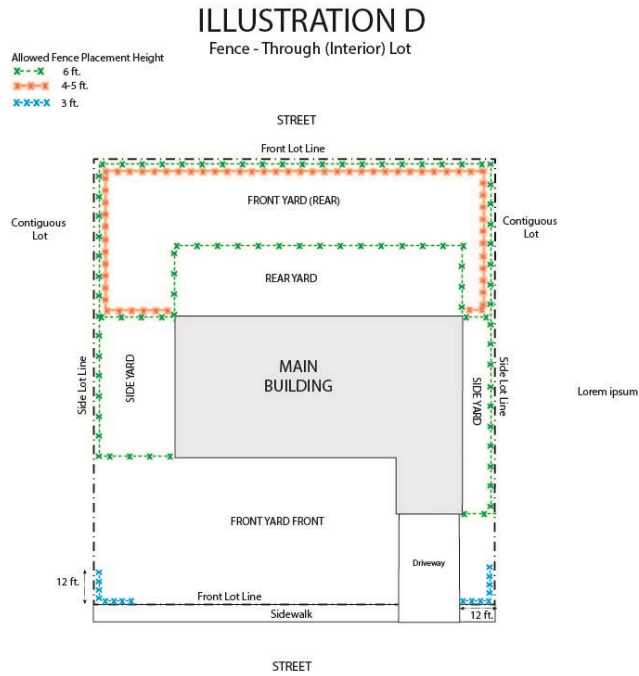 ILLUSTRATION D
Fence - Through (Interior) Lot
Allowed Fence Placement Height
6 ft.
4-5 ft.
3 ft.
STREET
Front Lot Line
FRONT YARD (REAR)
Contiguous
Lot
Contiguous
Lot
REAR YARD
MAIN
BUILDING
Side Lot Line
SIDE YARD
SIDE YARD
Side Lot Line
Lorem ipsum
FRONT YARD FRONT
Driveway
12 ft.
Front Lot Line
Sidewalk
12 ft.
STREET